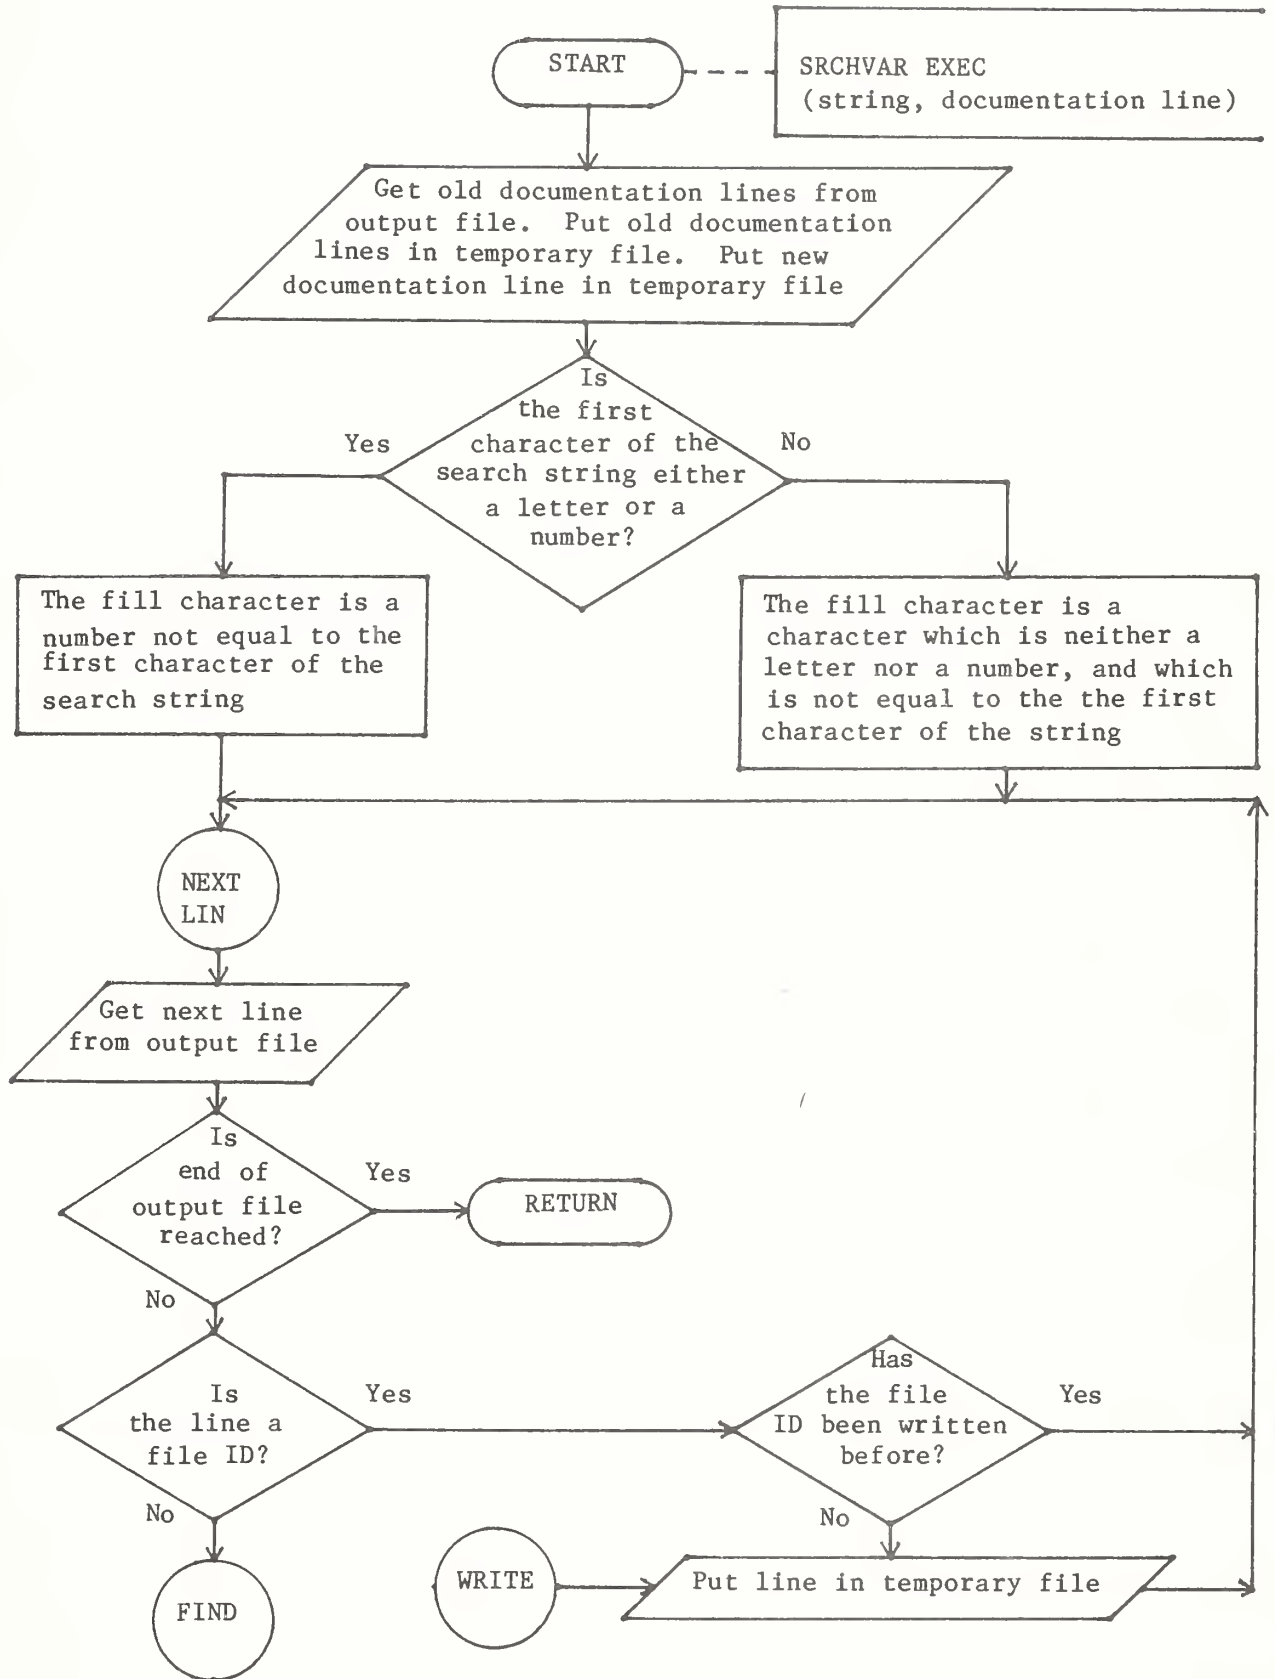 START
SRCHVAR EXEC
(string, documentation line)
Get old documentation lines from
output file.  Put old documentation
lines in temporary file.  Put new
documentation line in temporary file
Is
the first
character of the
search string either
a letter or a
number?
Yes
No
The fill character is a
number not equal to the
first character of the
search string
The fill character is a
character which is neither a
letter nor a number, and which
is not equal to the the first
character of the string
NEXT
LIN
Get next line
from output file
Is
end of
output file
reached?
Yes
RETURN
No
Is
the line a
file ID?
Yes
Has
the file
ID been written
before?
Yes
No
No
FIND
WRITE
Put line in temporary file